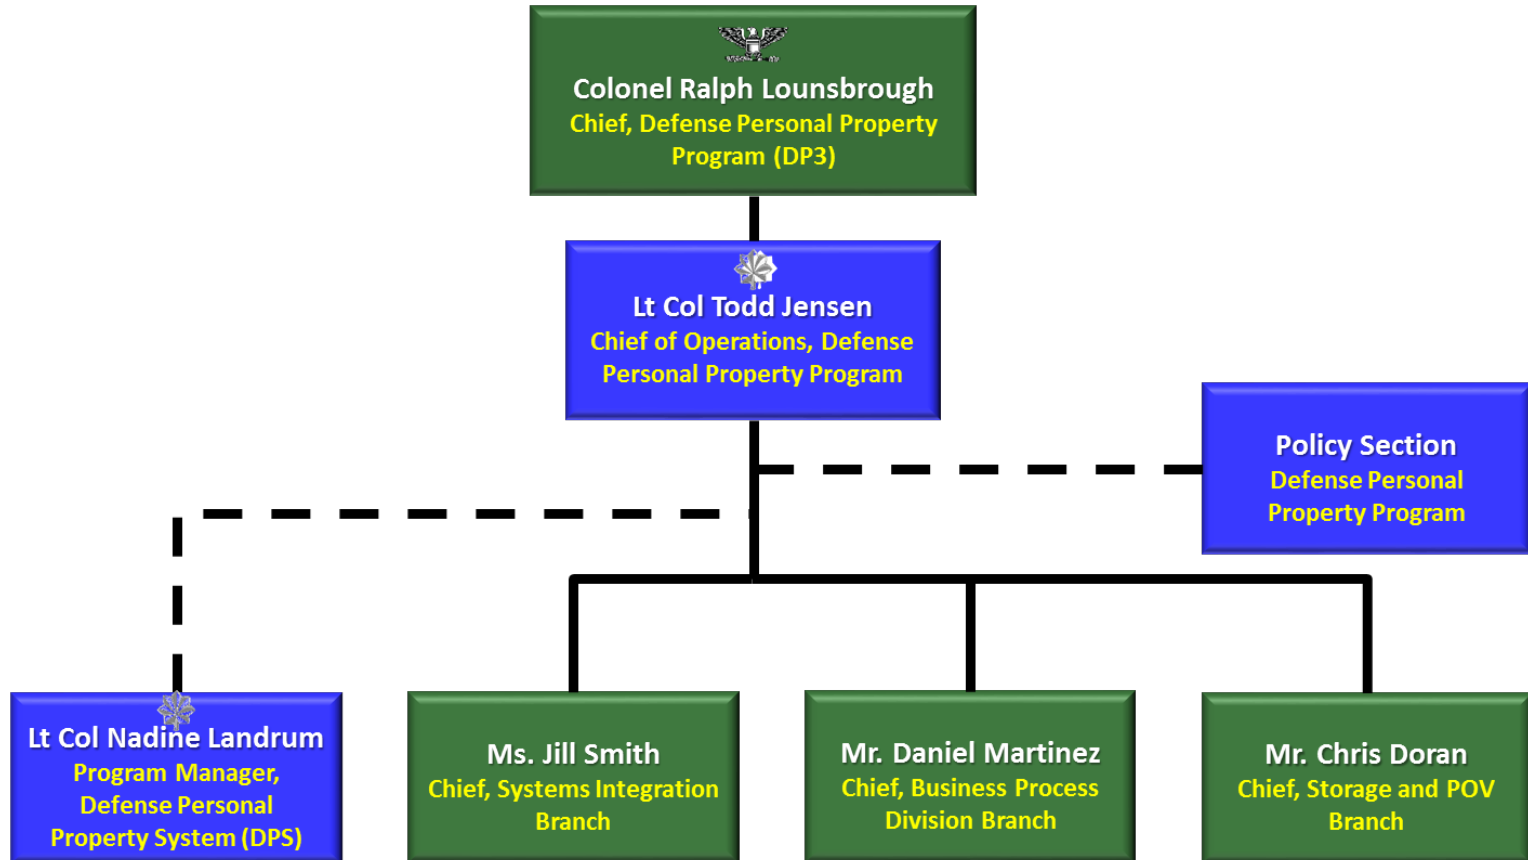 Colonel Ralph Lounsbrough
Chief, Defense Personal Property
Program (DP3)
Lt Col Todd Jensen
Chief of Operations, Defense
Personal Property Program
Policy Section
Defense Personal
Property Program
Lt Col Nadine Landrum
Program Manager,
Defense Personal
Property System (DPS)
Ms. Jill Smith
Chief, Systems Integration
Branch
Mr. Daniel Martinez
Chief, Business Process
Division Branch
Mr. Chris Doran
Chief, Storage and POV
Branch